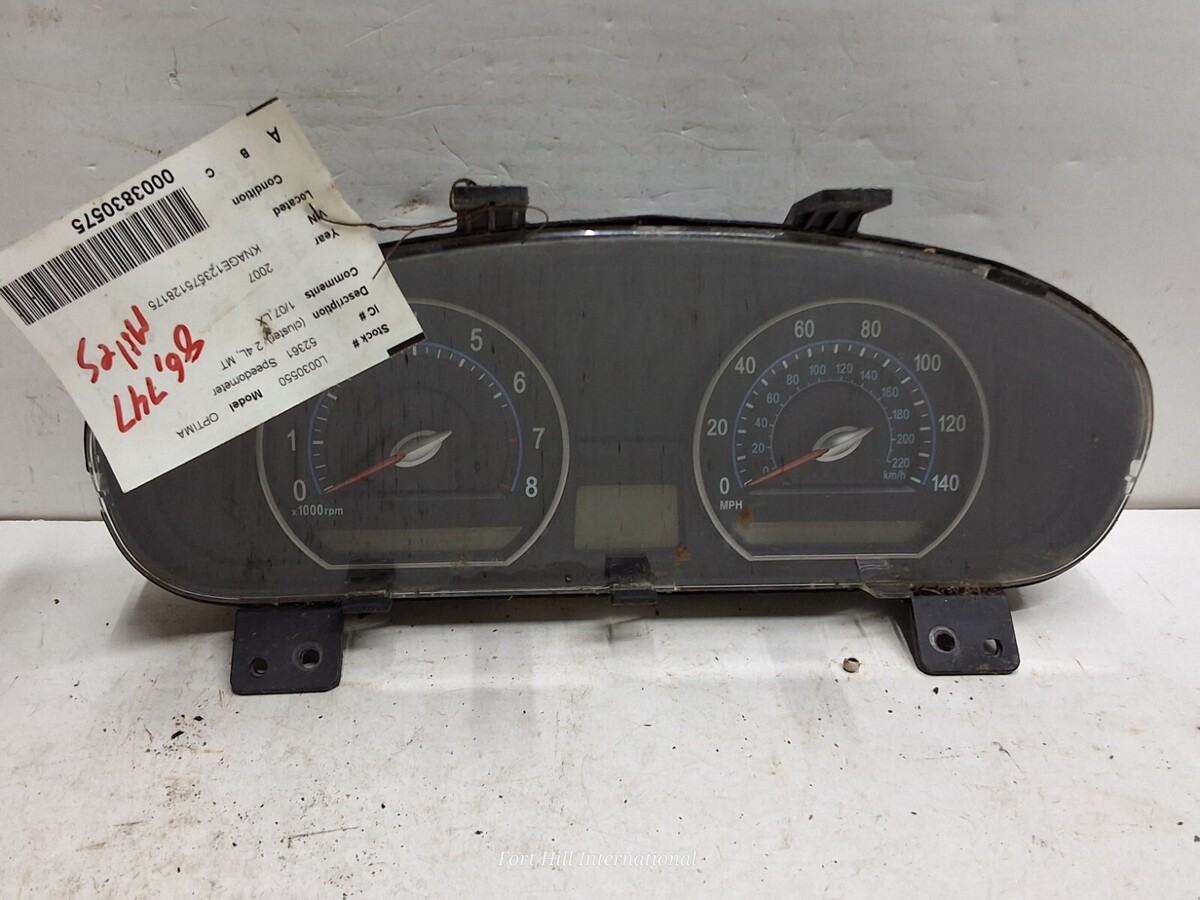 Stock# L0030550 Model OPTIMA
IC# 52361 Speedometer
Description (cluster), 2.4L, MT
Comments 1/07 LX
Year 2007
VIN KNAGE123575128175
Located
Condition
A B C
0003830575
86,747
Miles
0
1
5
6
7
8
x1000rpm
0
20
40
60
80
100
120
140
MPH
0
20
40
60
80
100
120
140
160
180
200
220
km/h
Fort Hill International